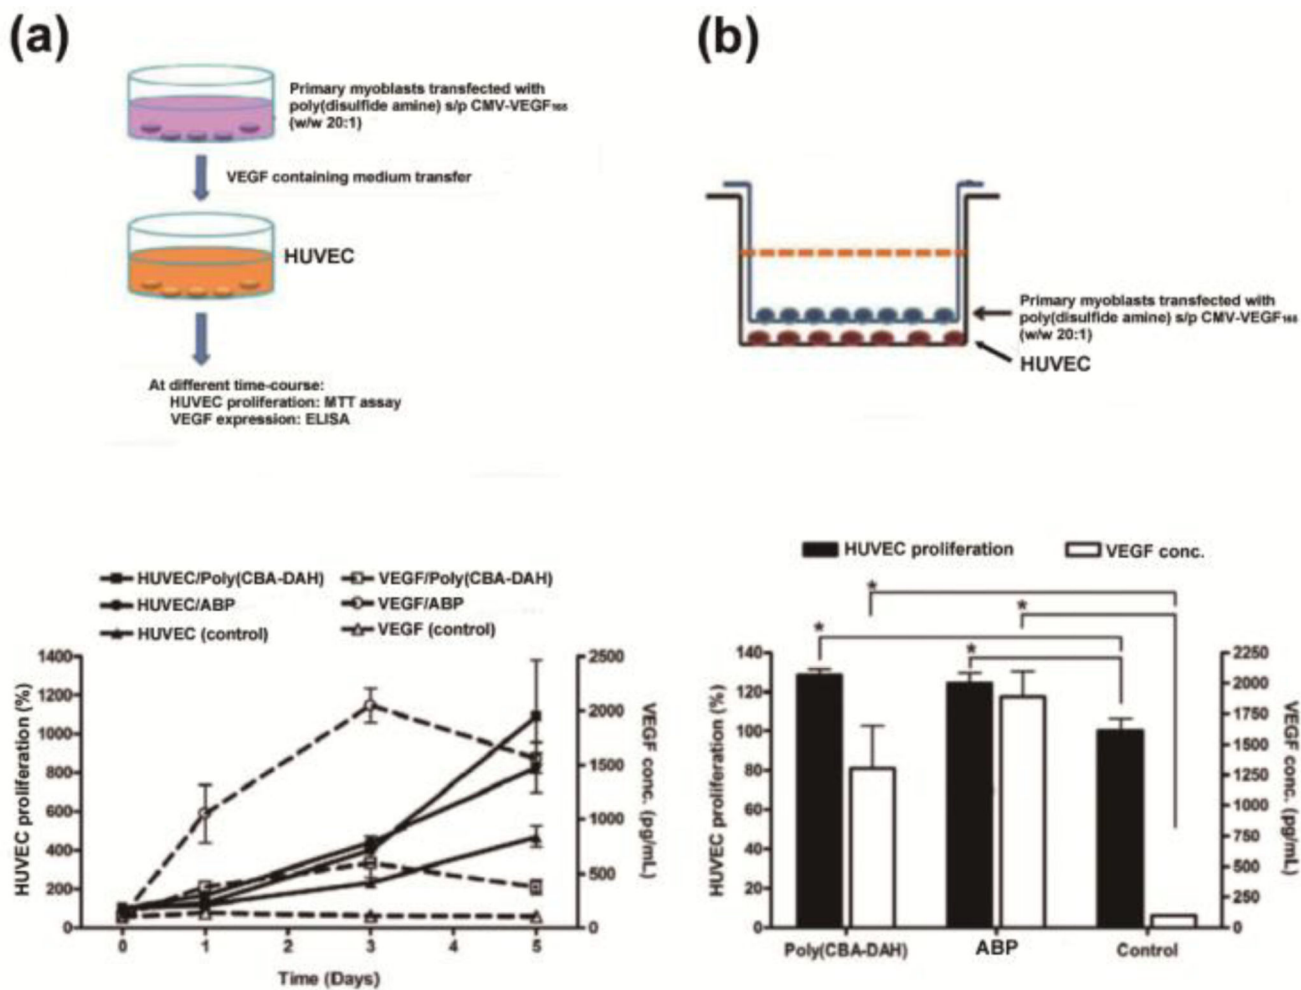 (a)
Primary myoblasts transfected with
poly(disulfide amine) s/p CMV-VEGF₁₆₅
(w/w 20:1)
VEGF containing medium transfer
HUVEC
At different time-course:
HUVEC proliferation: MTT assay
VEGF expression: ELISA
HUVEC/Poly(CBA-DAH)
HUVEC/ABP
HUVEC (control)
VEGF/Poly(CBA-DAH)
VEGF/ABP
VEGF (control)
HUVEC proliferation (%)
1400
1200
1000
800
600
400
200
0
2500
2000
1500
1000
500
0
VEGF conc. (pg/mL)
0 1 2 3 4 5
Time (Days)
(b)
Primary myoblasts transfected with
poly(disulfide amine) s/p CMV-VEGF₁₆₅
(w/w 20:1)
HUVEC
HUVEC proliferation
VEGF conc.
*
*
*
*
HUVEC proliferation (%)
140
120
100
80
60
40
20
0
2250
2000
1750
1500
1250
1000
750
500
250
0
VEGF conc. (pg/mL)
Poly(CBA-DAH) ABP Control